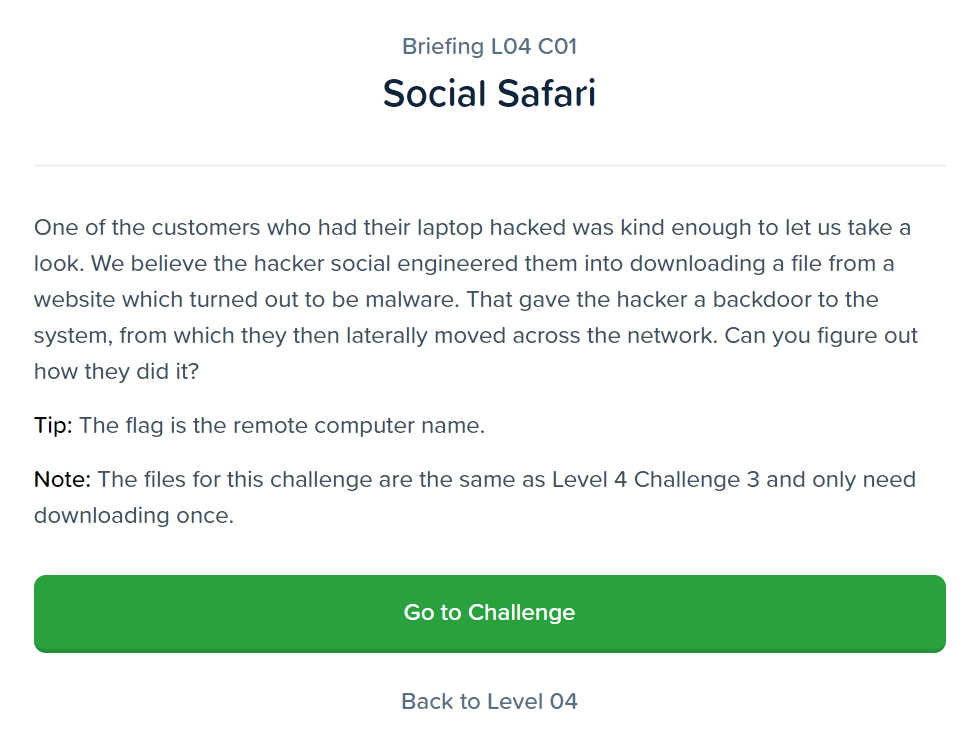 Briefing L04 C01
Social Safari
One of the customers who had their laptop hacked was kind enough to let us take a
look. We believe the hacker social engineered them into downloading a file from a
website which turned out to be malware. That gave the hacker a backdoor to the
system, from which they then laterally moved across the network. Can you figure out
how they did it?
Tip: The flag is the remote computer name.
Note: The files for this challenge are the same as Level 4 Challenge 3 and only need
downloading once.
Go to Challenge
Back to Level 04